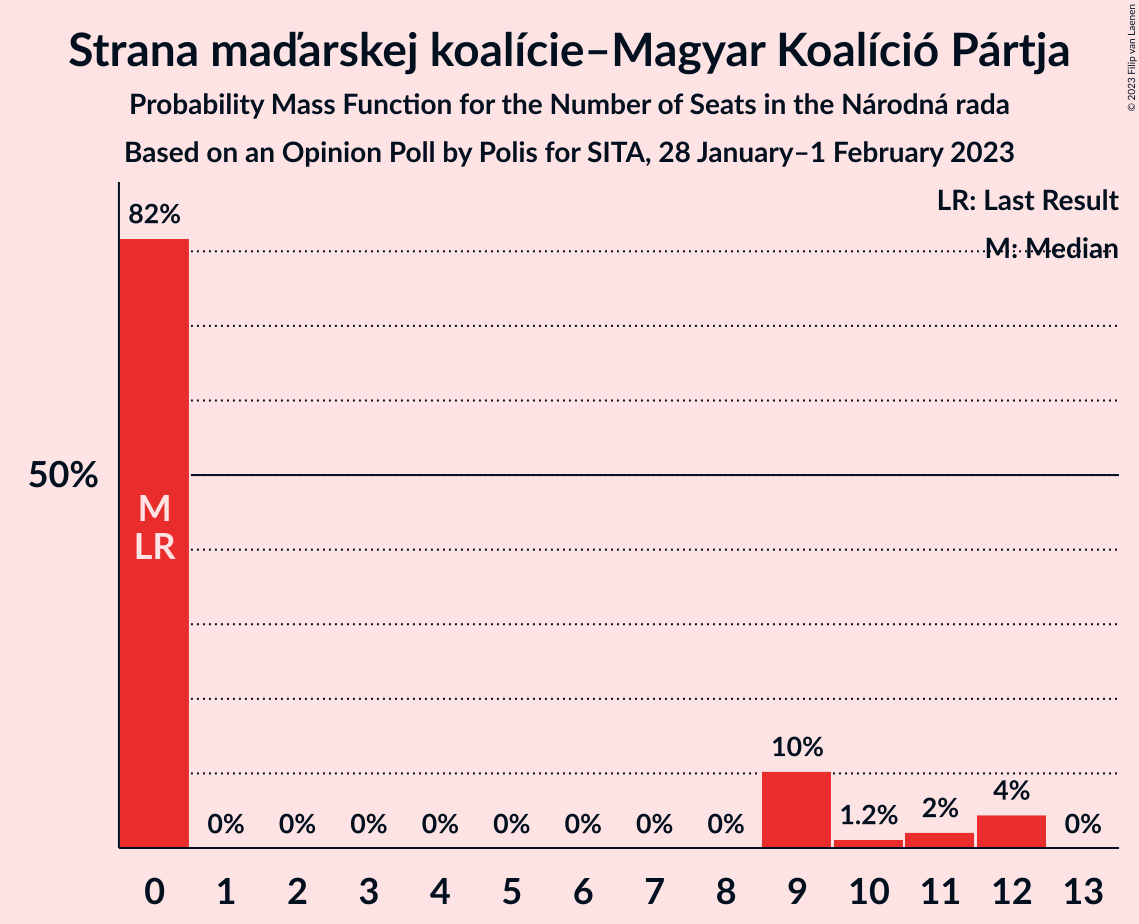 Strana maďarskej koalície–Magyar Koalíció Pártja
Probability Mass Function for the Number of Seats in the Národná rada
Based on an Opinion Poll by Polis for SITA, 28 January–1 February 2023
© 2023 Filip van Laenen
LR: Last Result
M: Median
82%
50%
M
LR
0% 0% 0% 0% 0% 0% 0% 0% 10% 1.2% 2% 4% 0%
0 1 2 3 4 5 6 7 8 9 10 11 12 13